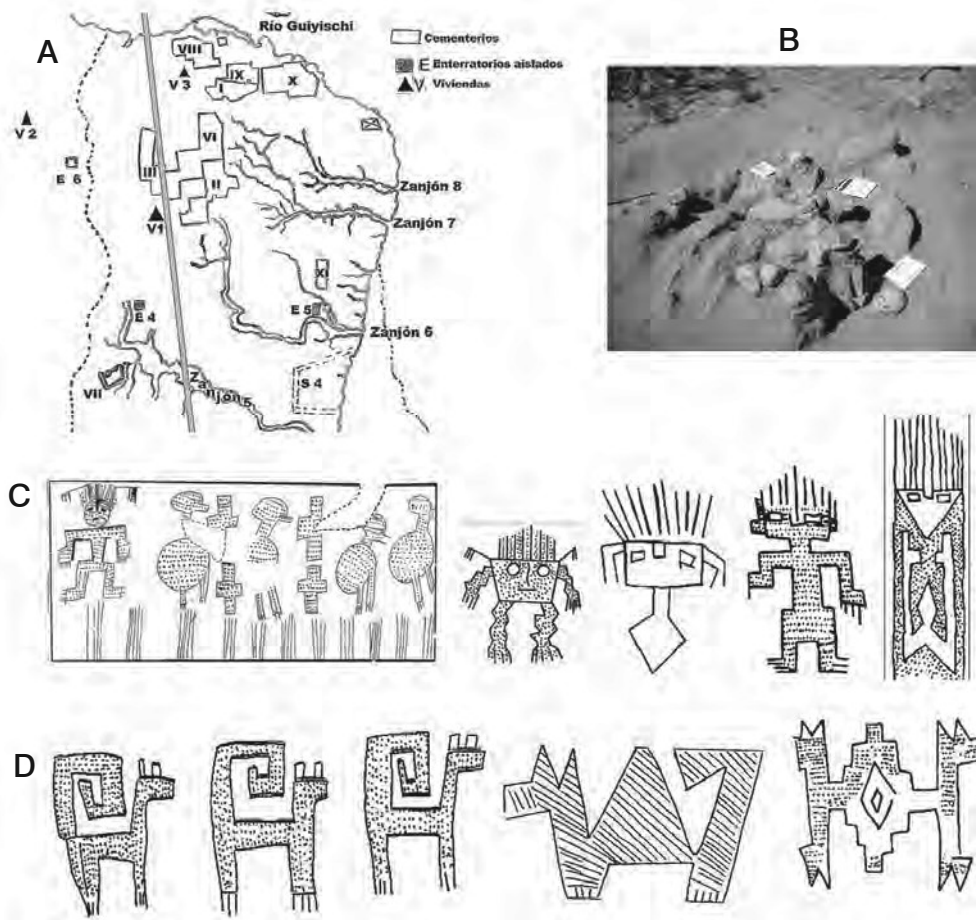 A
B
Río Guiyischi
Cementerios
E Enterratorios aislados
V. Viviendas
VIII
V 3
IX
I
X
V 2
E 6
III
VI
II
V1
Zanjón 8
Zanjón 7
XI
E 5
E 4
Zanjón 6
VII
Zanjón 5
S 4
C
D